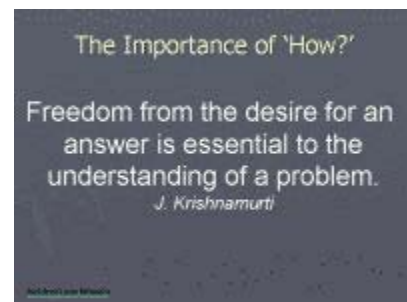 The Importance of ‘How?’
Freedom from the desire for an
answer is essential to the
understanding of a problem.
J. Krishnamurti